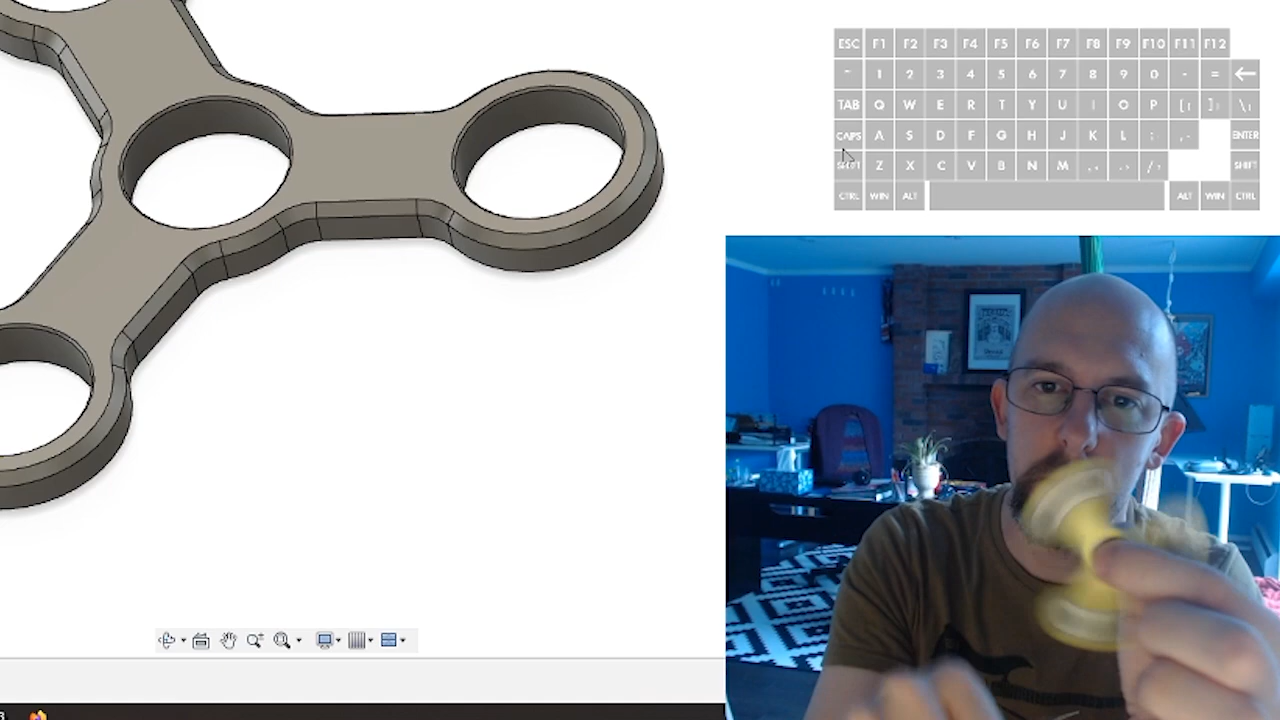 ESC F1 F2 F3 F4 F5 F6 F7 F8 F9 F10 F11 F12
~ 1 2 3 4 5 6 7 8 9 0 - = ←
TAB Q W E R T Y U I O P [ ] \
CAPS A S D F G H J K L ; ENTER
SHIFT Z X C V B N M / SHIFT
CTRL WIN ALT ALT WIN CTRL